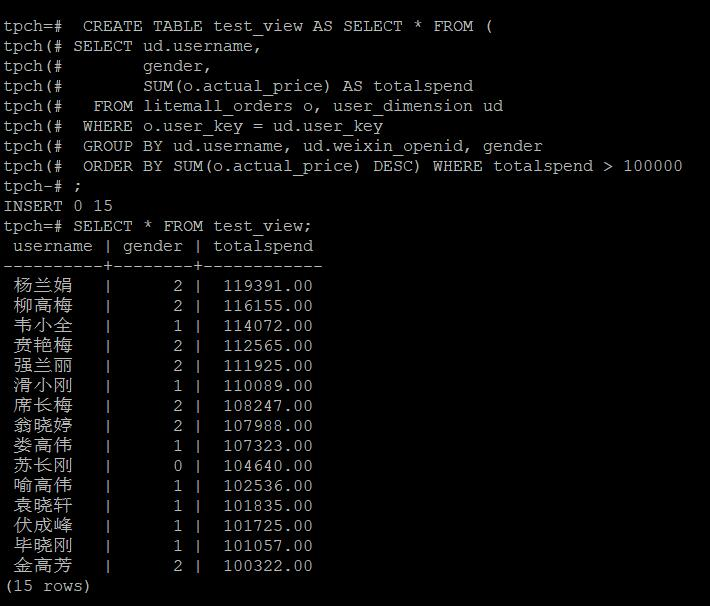 tpch=#  CREATE TABLE test_view AS SELECT * FROM (
tpch(# SELECT ud.username,
tpch(#        gender,
tpch(#        SUM(o.actual_price) AS totalspend
tpch(#   FROM litemall_orders o, user_dimension ud
tpch(#  WHERE o.user_key = ud.user_key
tpch(#  GROUP BY ud.username, ud.weixin_openid, gender
tpch(#  ORDER BY SUM(o.actual_price) DESC) WHERE totalspend > 100000
tpch-# ;
INSERT 0 15
tpch=# SELECT * FROM test_view;
 username | gender | totalspend
----------+--------+------------
 杨兰娟   |      2 |  119391.00
 柳高梅   |      2 |  116155.00
 韦小全   |      1 |  114072.00
 贲艳梅   |      2 |  112565.00
 强兰丽   |      2 |  111925.00
 滑小刚   |      1 |  110089.00
 席长梅   |      2 |  108247.00
 翁晓婷   |      2 |  107988.00
 娄高伟   |      1 |  107323.00
 苏长刚   |      0 |  104640.00
 喻高伟   |      1 |  102536.00
 袁晓轩   |      1 |  101835.00
 伏成峰   |      1 |  101725.00
 毕晓刚   |      1 |  101057.00
 金高芳   |      2 |  100322.00
(15 rows)